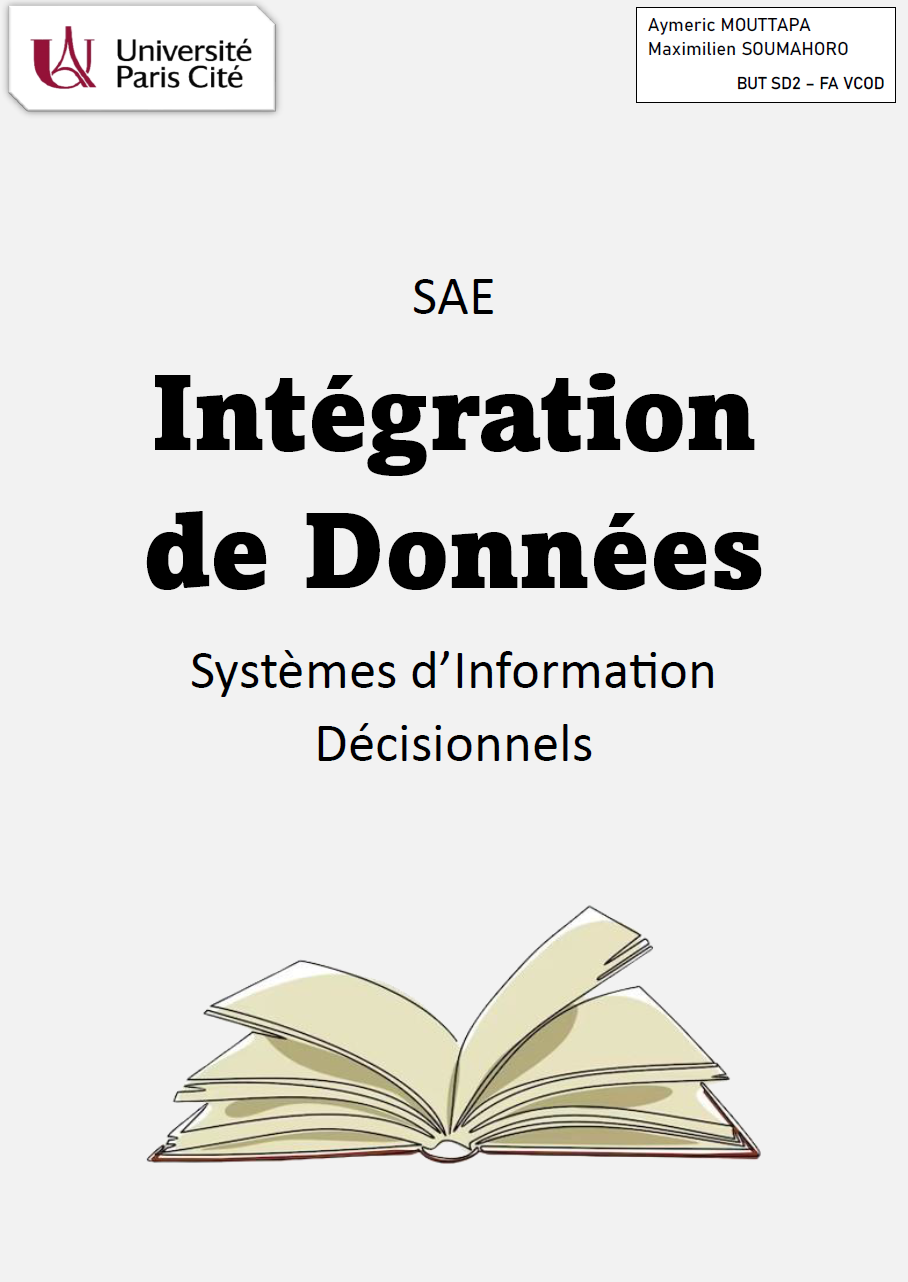 Université
Paris Cité
Aymeric MOUTTAPA
Maximilien SOUMAHORO
BUT SD2 – FA VCOD
SAE
Intégration
de Données
Systèmes d’Information
Décisionnels